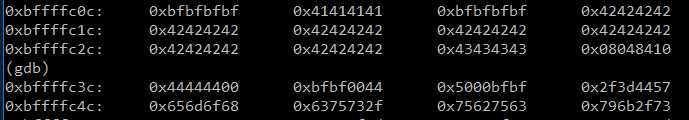 0xbffffc0c: 0xbfbfbfbf 0x41414141 0xbfbfbfbf 0x42424242
0xbffffc1c: 0x42424242 0x42424242 0x42424242 0x42424242
0xbffffc2c: 0x42424242 0x42424242 0x43434343 0x08048410
(gdb)
0xbffffc3c: 0x44444400 0xbfbf0044 0x5000bfbf 0x2f3d4457
0xbffffc4c: 0x656d6f68 0x6375732f 0x75627563 0x796b2f73